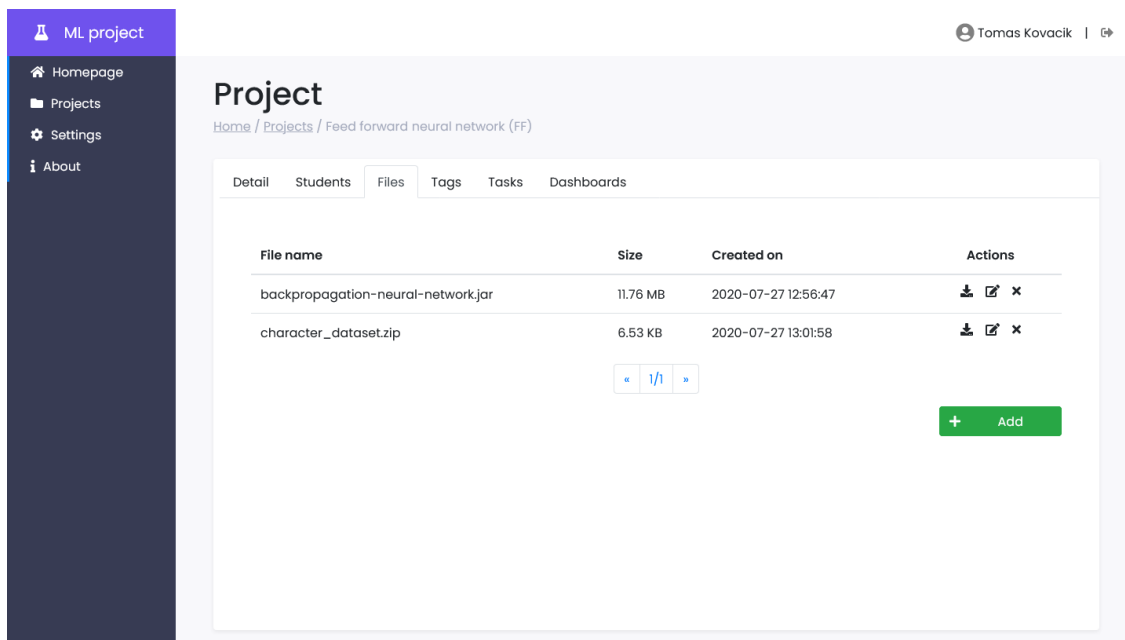 ML project
Tomas Kovacik |
Homepage
Projects
Settings
About
Project
Home / Projects / Feed forward neural network (FF)
Detail Students Files Tags Tasks Dashboards
File name Size Created on Actions
backpropagation-neural-network.jar 11.76 MB 2020-07-27 12:56:47
character_dataset.zip 6.53 KB 2020-07-27 13:01:58
« 1/1 »
+ Add